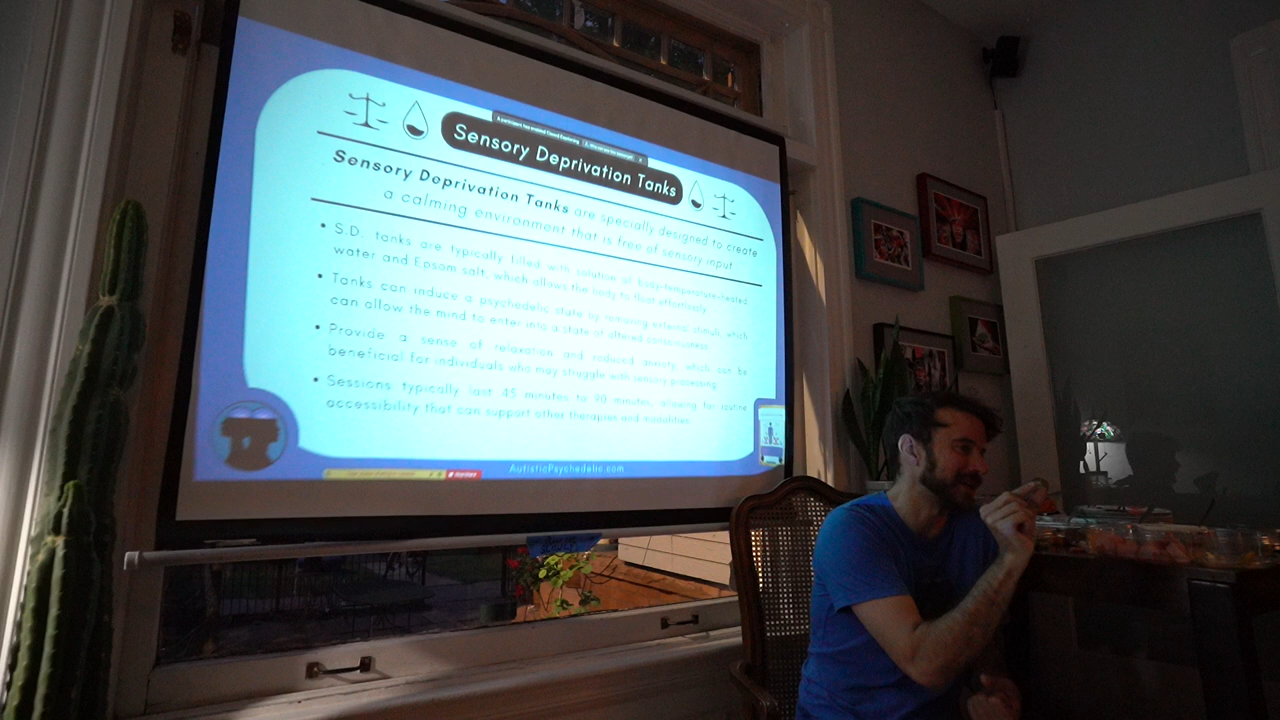 A participant has enabled Closed Captioning
Sensory Deprivation Tanks
Sensory Deprivation Tanks are specially designed to create
a calming environment that is free of sensory input.
• S.D. tanks are typically filled with solution of body-temperature-heated
water and Epsom salt, which allows the body to float effortlessly.
• Tanks can induce a psychedelic state by removing external stimuli, which
can allow the mind to enter into a state of altered consciousness.
• Provide a sense of relaxation and reduced anxiety, which can be
beneficial for individuals who may struggle with sensory processing.
• Sessions typically last 45 minutes to 90 minutes, allowing for routine
accessibility that can support other therapies and modalities.
AutisticPsychedelic.com